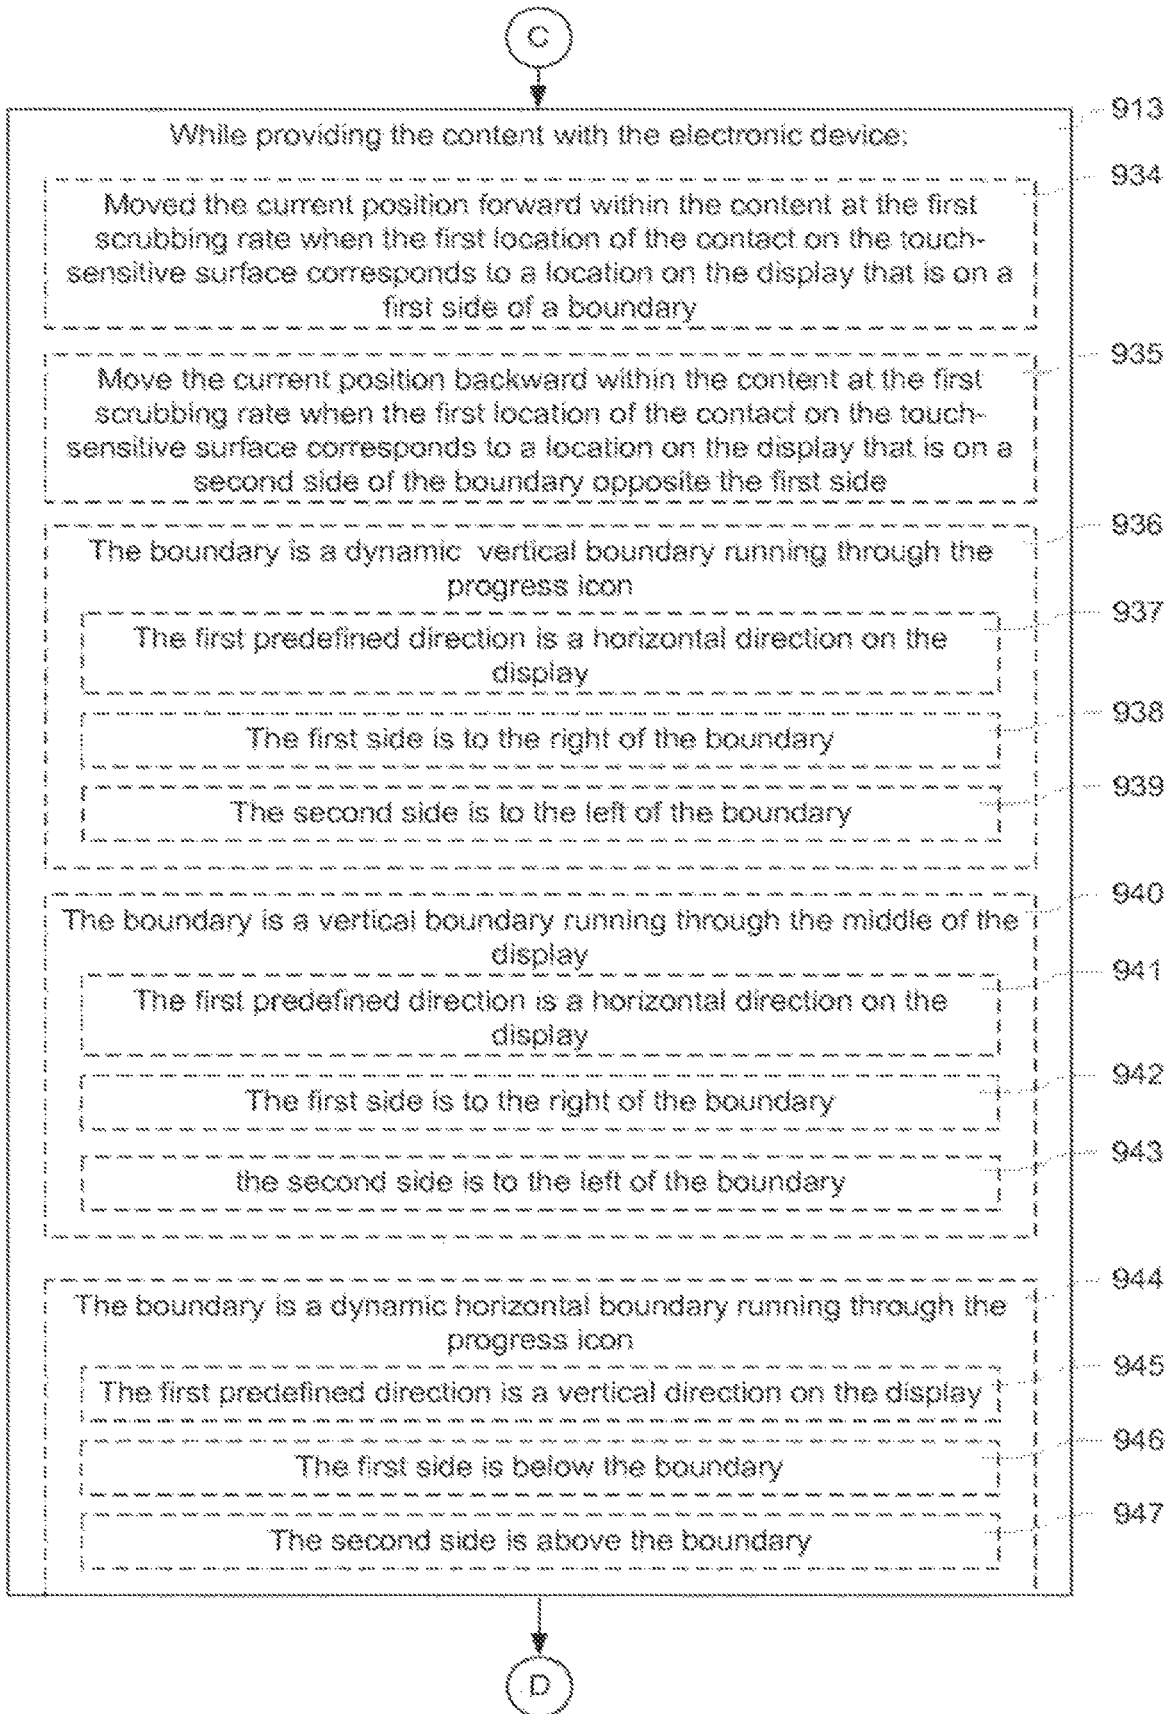 C
While providing the content with the electronic device:
913
934
Moved the current position forward within the content at the first
scrubbing rate when the first location of the contact on the touch-
sensitive surface corresponds to a location on the display that is on a
first side of a boundary
935
Move the current position backward within the content at the first
scrubbing rate when the first location of the contact on the touch-
sensitive surface corresponds to a location on the display that is on a
second side of the boundary opposite the first side
936
The boundary is a dynamic vertical boundary running through the
progress icon
937
The first predefined direction is a horizontal direction on the
display
938
The first side is to the right of the boundary
939
The second side is to the left of the boundary
940
The boundary is a vertical boundary running through the middle of the
display
941
The first predefined direction is a horizontal direction on the
display
942
The first side is to the right of the boundary
943
the second side is to the left of the boundary
944
The boundary is a dynamic horizontal boundary running through the
progress icon
945
The first predefined direction is a vertical direction on the display
946
The first side is below the boundary
947
The second side is above the boundary
D